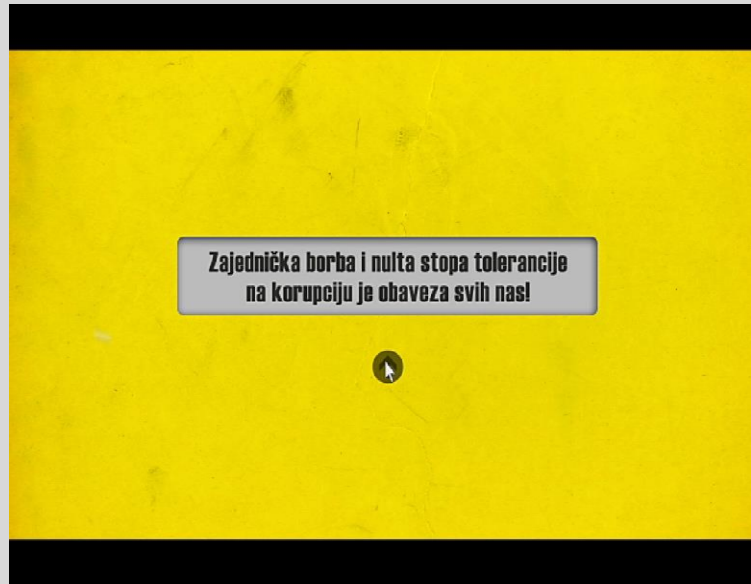 Zajednička borba i nulta stopa tolerancije
na korupciju je obaveza svih nas!